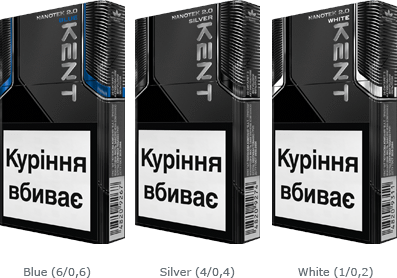 NANOTEK 2.0
BLUE
KENT
Куріння
вбиває
NANOTEK 2.0
SILVER
KENT
Куріння
вбиває
NANOTEK 2.0
WHITE
KENT
Куріння
вбиває
Blue (6/0,6)
Silver (4/0,4)
White (1/0,2)